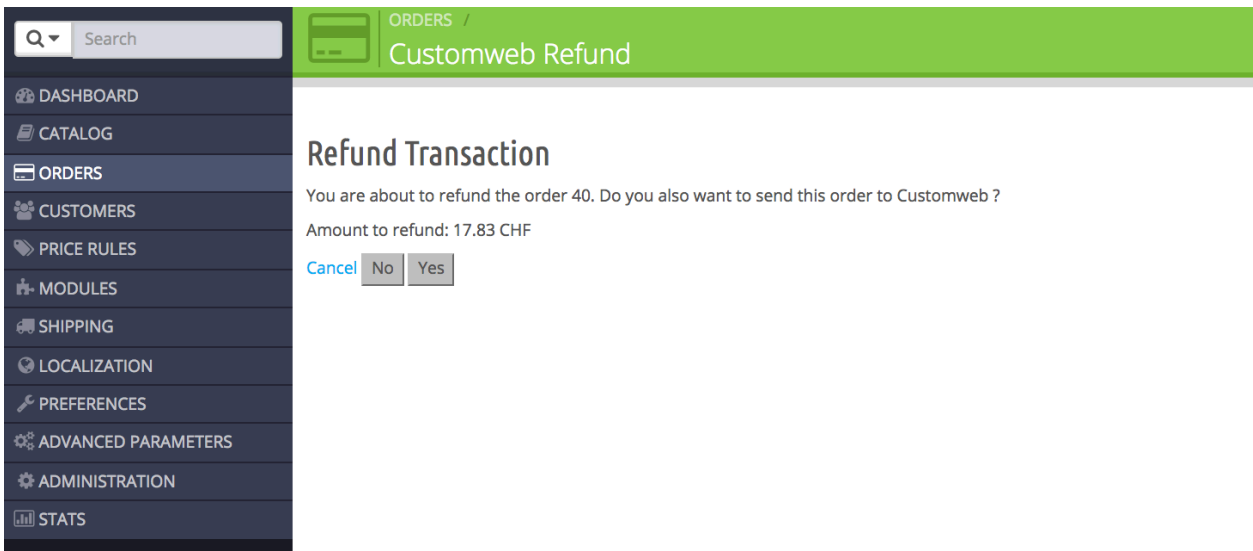 Search
DASHBOARD
CATALOG
ORDERS
CUSTOMERS
PRICE RULES
MODULES
SHIPPING
LOCALIZATION
PREFERENCES
ADVANCED PARAMETERS
ADMINISTRATION
STATS
ORDERS /
Customweb Refund
Refund Transaction
You are about to refund the order 40. Do you also want to send this order to Customweb ?
Amount to refund: 17.83 CHF
Cancel No Yes